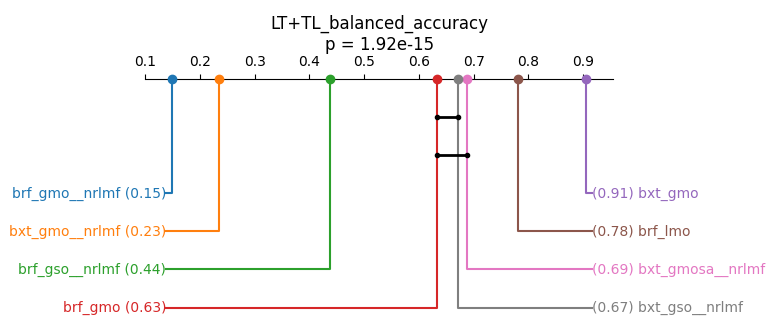 LT+TL_balanced_accuracy
p = 1.92e-15
0.1 0.2 0.3 0.4 0.5 0.6 0.7 0.8 0.9
brf_gmo__nrlmf (0.15) (0.91) bxt_gmo
bxt_gmo__nrlmf (0.23) (0.78) brf_lmo
brf_gso__nrlmf (0.44) (0.69) bxt_gmosa__nrlmf
brf_gmo (0.63) (0.67) bxt_gso__nrlmf